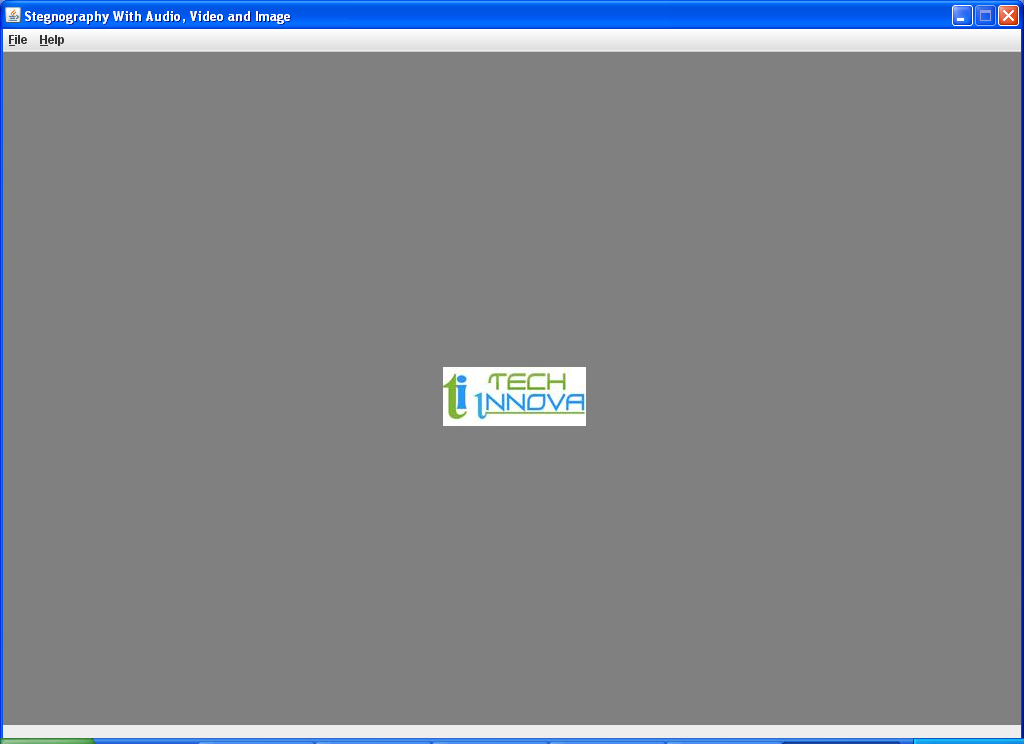 Stegnography With Audio, Video and Image
File Help
ti TECH
INNOVA